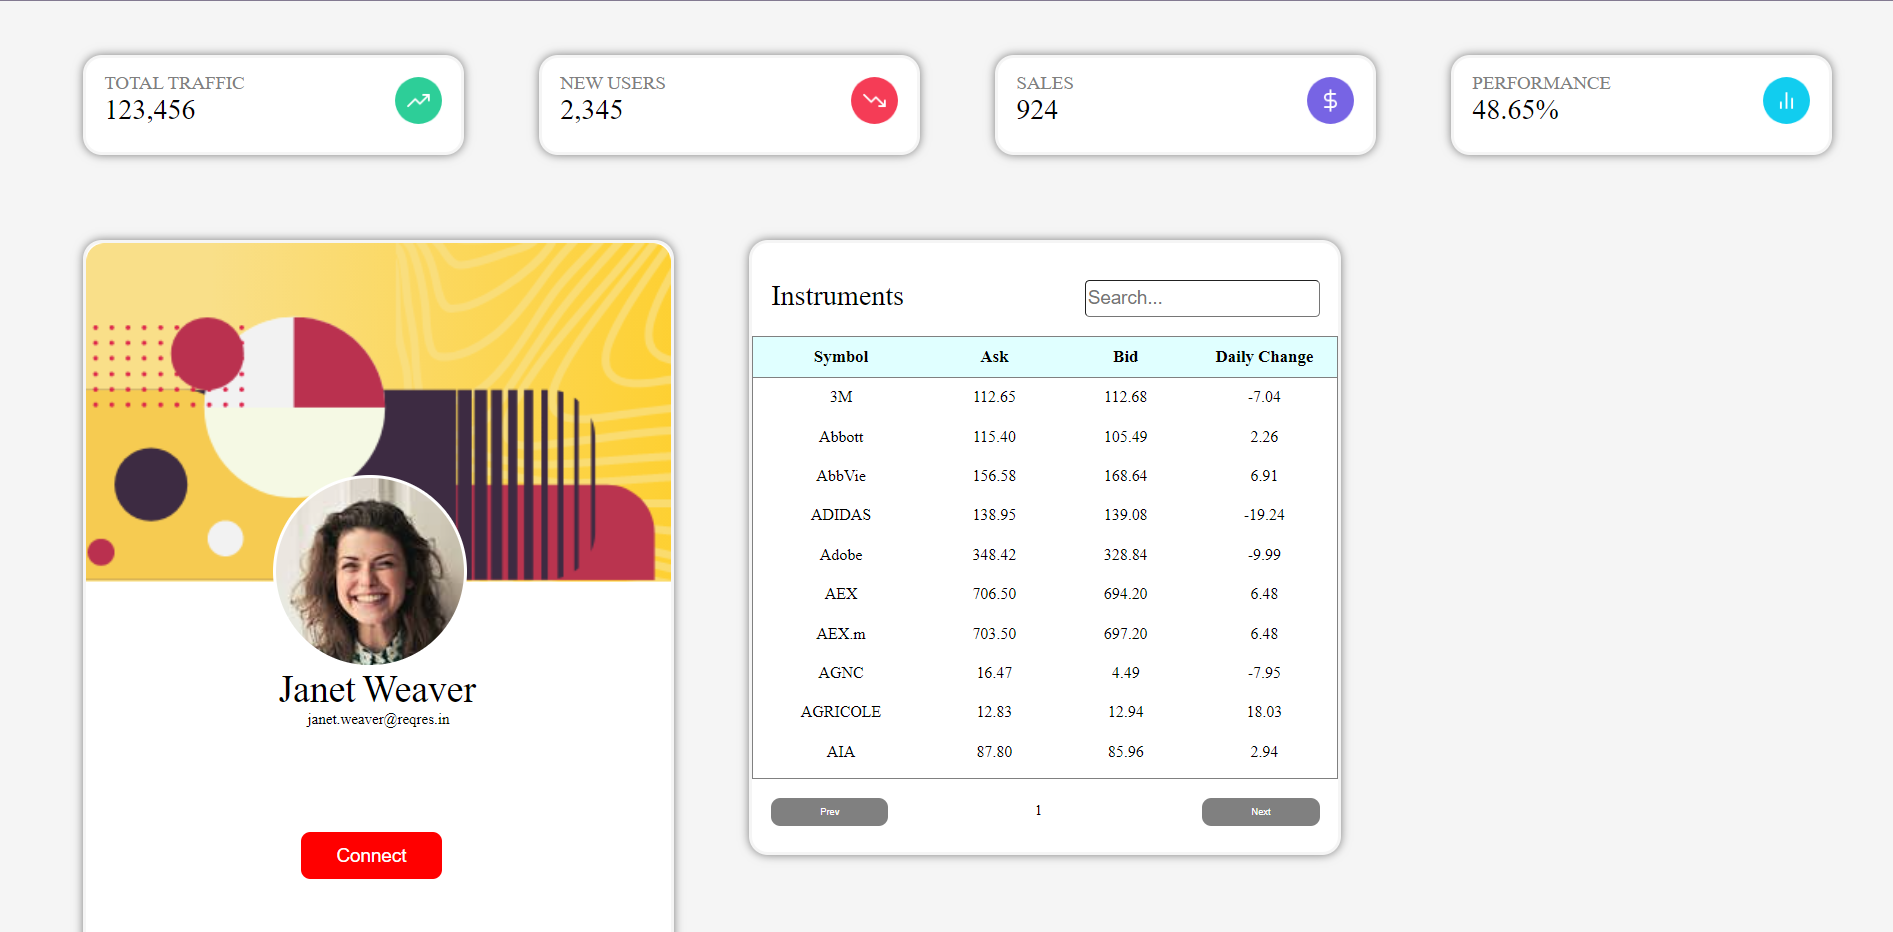 TOTAL TRAFFIC
123,456
NEW USERS
2,345
SALES
924
PERFORMANCE
48.65%
Janet Weaver
janet.weaver@reqres.in
Connect
Instruments
Search...
Symbol Ask Bid Daily Change
3M 112.65 112.68 -7.04
Abbott 115.40 105.49 2.26
AbbVie 156.58 168.64 6.91
ADIDAS 138.95 139.08 -19.24
Adobe 348.42 328.84 -9.99
AEX 706.50 694.20 6.48
AEX.m 703.50 697.20 6.48
AGNC 16.47 4.49 -7.95
AGRICOLE 12.83 12.94 18.03
AIA 87.80 85.96 2.94
Prev 1 Next